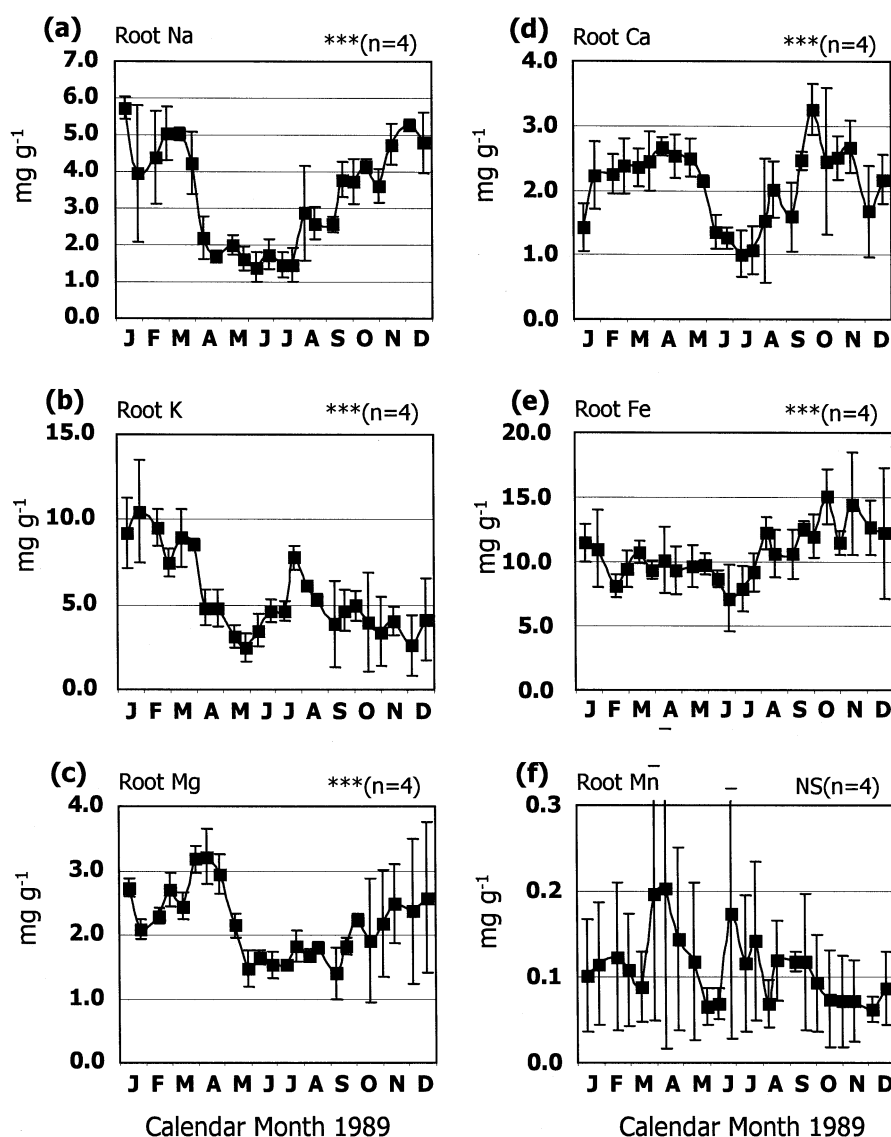 (a)
Root Na ***(n=4)
7.0
6.0
5.0
4.0
3.0
2.0
1.0
0.0
mg g-1
J F M A M J J A S O N D
(d)
Root Ca ***(n=4)
4.0
3.0
2.0
1.0
0.0
mg g-1
J F M A M J J A S O N D
(b)
Root K ***(n=4)
15.0
10.0
5.0
0.0
mg g-1
J F M A M J J A S O N D
(e)
Root Fe ***(n=4)
20.0
15.0
10.0
5.0
0.0
mg g-1
J F M A M J J A S O N D
(c)
Root Mg ***(n=4)
4.0
3.0
2.0
1.0
0.0
mg g-1
J F M A M J J A S O N D
Calendar Month 1989
(f)
Root Mn NS(n=4)
0.3
0.2
0.1
0.0
mg g-1
J F M A M J J A S O N D
Calendar Month 1989